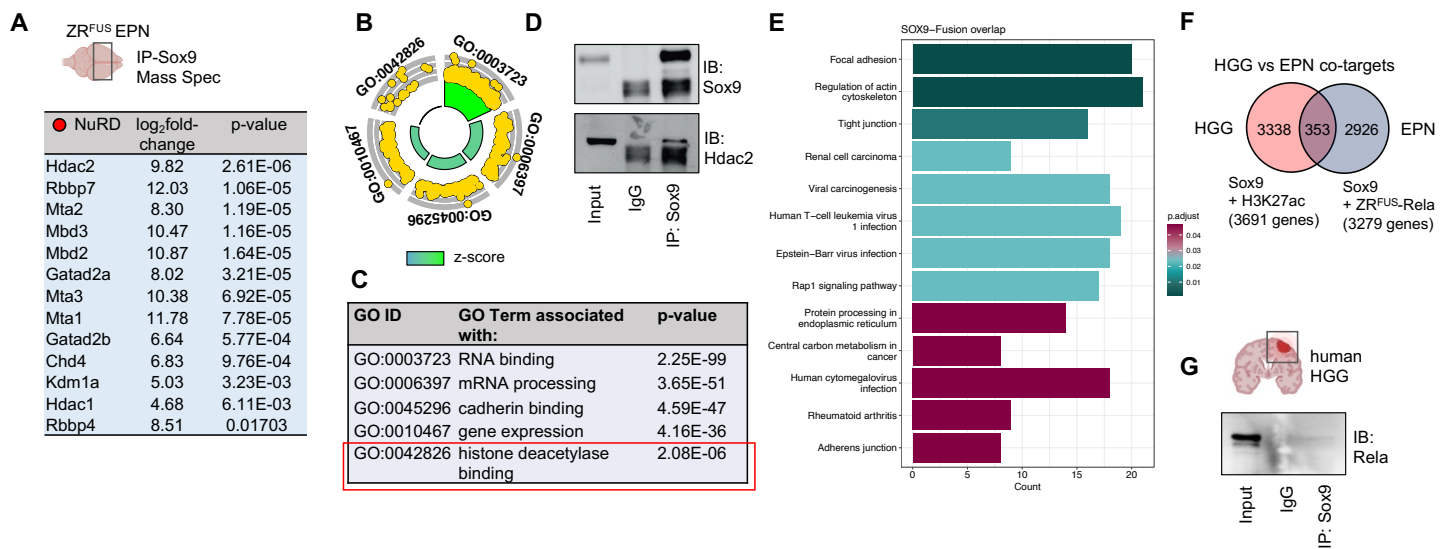 A
ZRFUS EPN
IP-Sox9
Mass Spec
NuRD log2fold-change p-value
Hdac2 9.82 2.61E-06
Rbbp7 12.03 1.06E-05
Mta2 8.30 1.19E-05
Mbd3 10.47 1.16E-05
Mbd2 10.87 1.64E-05
Gatad2a 8.02 3.21E-05
Mta3 10.38 6.92E-05
Mta1 11.78 7.78E-05
Gatad2b 6.64 5.77E-04
Chd4 6.83 9.76E-04
Kdm1a 5.03 3.23E-03
Hdac1 4.68 6.11E-03
Rbbp4 8.51 0.01703
B
GO:0042826
GO:0003723
GO:0006397
GO:0045296
GO:0010467
z-score
C
GO ID GO Term associated with: p-value
GO:0003723 RNA binding 2.25E-99
GO:0006397 mRNA processing 3.65E-51
GO:0045296 cadherin binding 4.59E-47
GO:0010467 gene expression 4.16E-36
GO:0042826 histone deacetylase binding 2.08E-06
D
IB:
Sox9
IB:
Hdac2
Input
IgG
IP: Sox9
E
SOX9−Fusion overlap
Focal adhesion
Regulation of actin
cytoskeleton
Tight junction
Renal cell carcinoma
Viral carcinogenesis
Human T−cell leukemia virus
1 infection
Epstein−Barr virus infection
Rap1 signaling pathway
Protein processing in
endoplasmic reticulum
Central carbon metabolism in
cancer
Human cytomegalovirus
infection
Rheumatoid arthritis
Adherens junction
0 5 10 15 20
Count
p.adjust
0.04
0.03
0.02
0.01
F
HGG vs EPN co-targets
HGG 3338 353 2926 EPN
Sox9
+ H3K27ac
(3691 genes)
Sox9
+ ZRFUS-Rela
(3279 genes)
G
human
HGG
IB:
Rela
Input
IgG
IP: Sox9